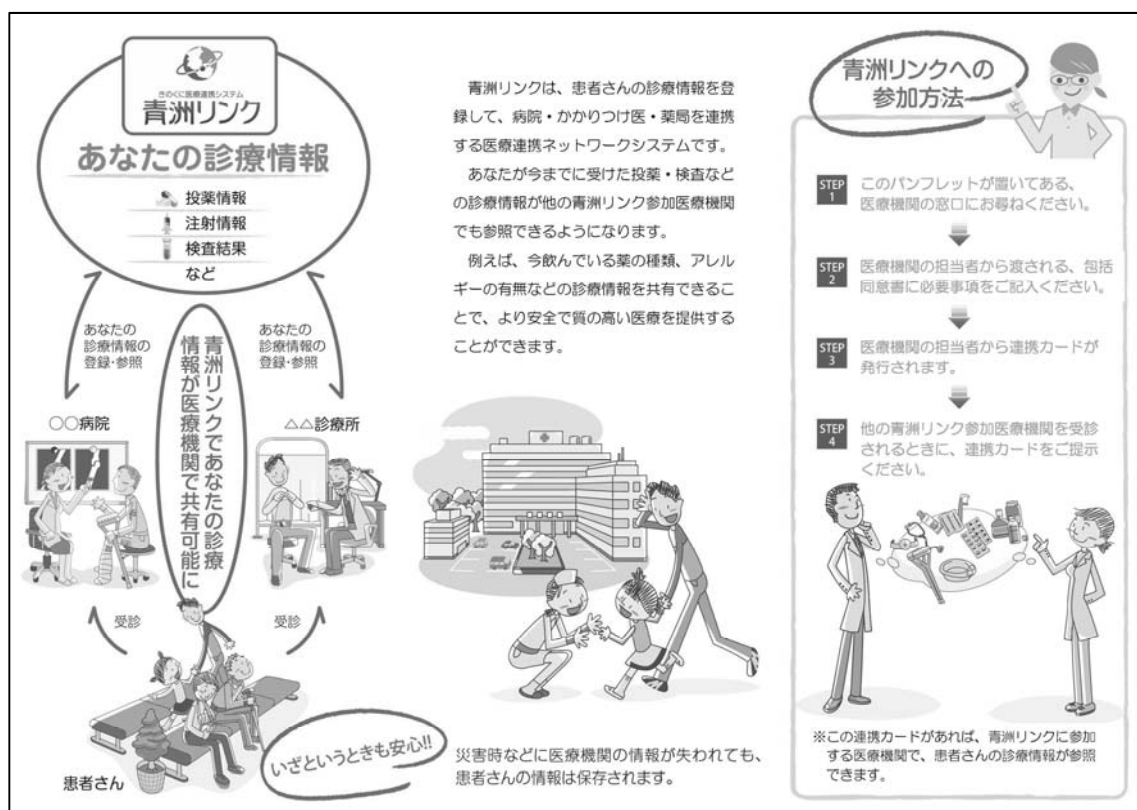 きのくに医療連携システム
青洲リンク
あなたの診療情報
投薬情報
注射情報
検査結果
など
あなたの
診療情報の
登録・参照
あなたの
診療情報の
登録・参照
青洲リンクであなたの診療
情報が医療機関で共有可能に
○○病院
△△診療所
受診
受診
患者さん
いざというときも安心!!
青洲リンクは、患者さんの診療情報を登
録して、病院・かかりつけ医・薬局を連携
する医療連携ネットワークシステムです。
あなたが今までに受けた投薬・検査など
の診療情報が他の青洲リンク参加医療機関
でも参照できるようになります。
例えば、今飲んでいる薬の種類、アレル
ギーの有無などの診療情報を共有できるこ
とで、より安全で質の高い医療を提供する
ことができます。
災害時などに医療機関の情報が失われても、
患者さんの情報は保存されます。
青洲リンクへの
参加方法
STEP
1
このパンフレットが置いてある、
医療機関の窓口にお尋ねください。
STEP
2
医療機関の担当者から渡される、包括
同意書に必要事項をご記入ください。
STEP
3
医療機関の担当者から連携カードが
発行されます。
STEP
4
他の青洲リンク参加医療機関を受診
されるときに、連携カードをご提示
ください。
※この連携カードがあれば、青洲リンクに参加
する医療機関で、患者さんの診療情報が参照
できます。